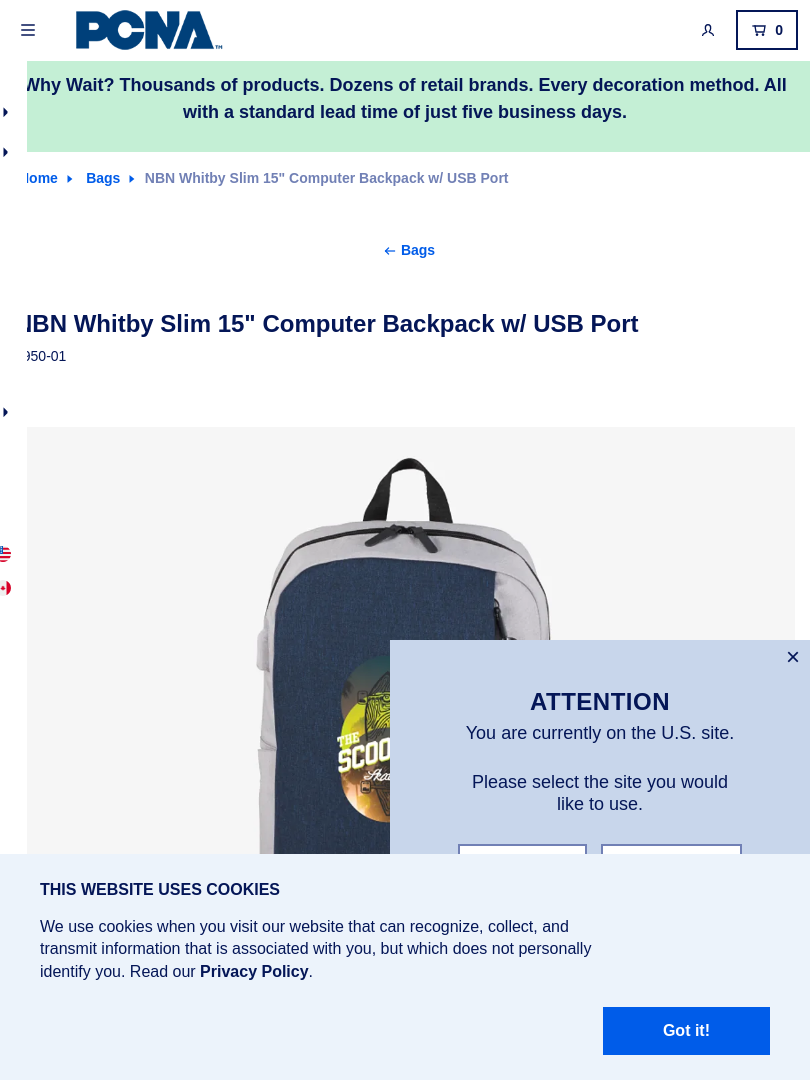 PCNA™
0
Why Wait? Thousands of products. Dozens of retail brands. Every decoration method. All
with a standard lead time of just five business days.
Bags
NBN Whitby Slim 15" Computer Backpack w/ USB Port
← Bags
NBN Whitby Slim 15" Computer Backpack w/ USB Port
950-01
ATTENTION
You are currently on the U.S. site.
THE
Please select the site you would
like to use.
THIS WEBSITE USES COOKIES
We use cookies when you visit our website that can recognize, collect, and
transmit information that is associated with you, but which does not personally
identify you. Read our Privacy Policy.
Got it!